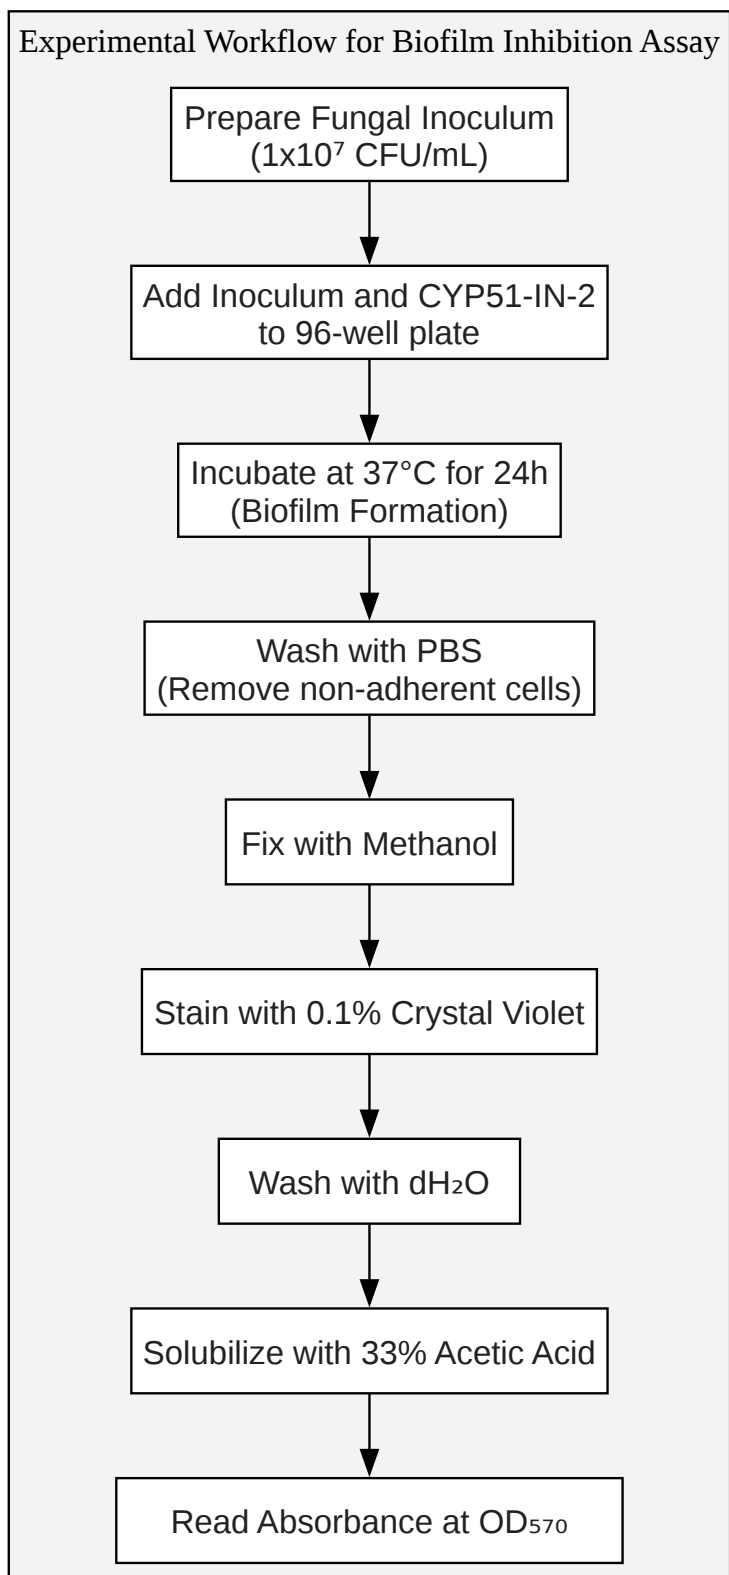 Experimental Workflow for Biofilm Inhibition Assay
Prepare Fungal Inoculum
(1x10⁷ CFU/mL)
Add Inoculum and CYP51-IN-2
to 96-well plate
Incubate at 37°C for 24h
(Biofilm Formation)
Wash with PBS
(Remove non-adherent cells)
Fix with Methanol
Stain with 0.1% Crystal Violet
Wash with dH₂O
Solubilize with 33% Acetic Acid
Read Absorbance at OD₅₇₀